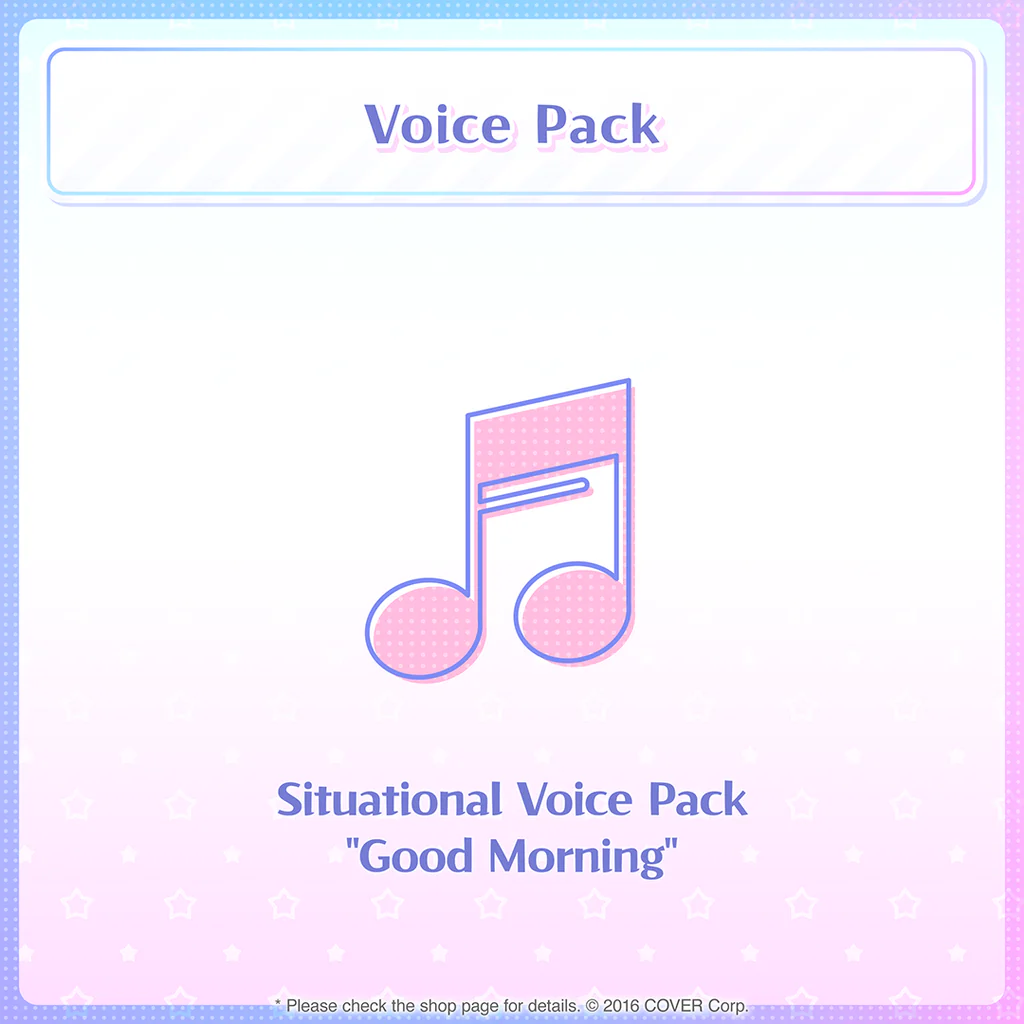 Voice Pack
Situational Voice Pack
"Good Morning"
* Please check the shop page for details. © 2016 COVER Corp.